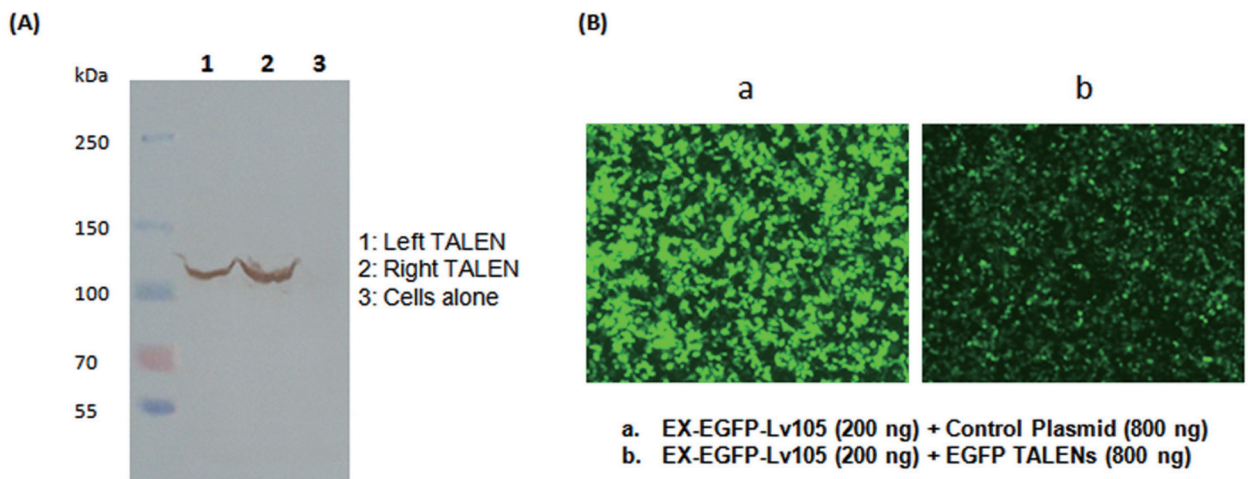 (A)
1 2 3
kDa
250
150
100
70
55
1: Left TALEN
2: Right TALEN
3: Cells alone
(B)
a b
a. EX-EGFP-Lv105 (200 ng) + Control Plasmid (800 ng)
b. EX-EGFP-Lv105 (200 ng) + EGFP TALENs (800 ng)